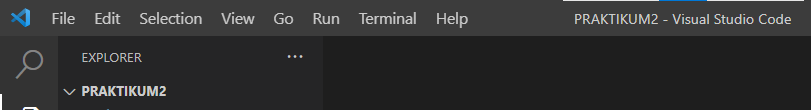 File Edit Selection View Go Run Terminal Help PRAKTIKUM2 - Visual Studio Code
EXPLORER ...
PRAKTIKUM2